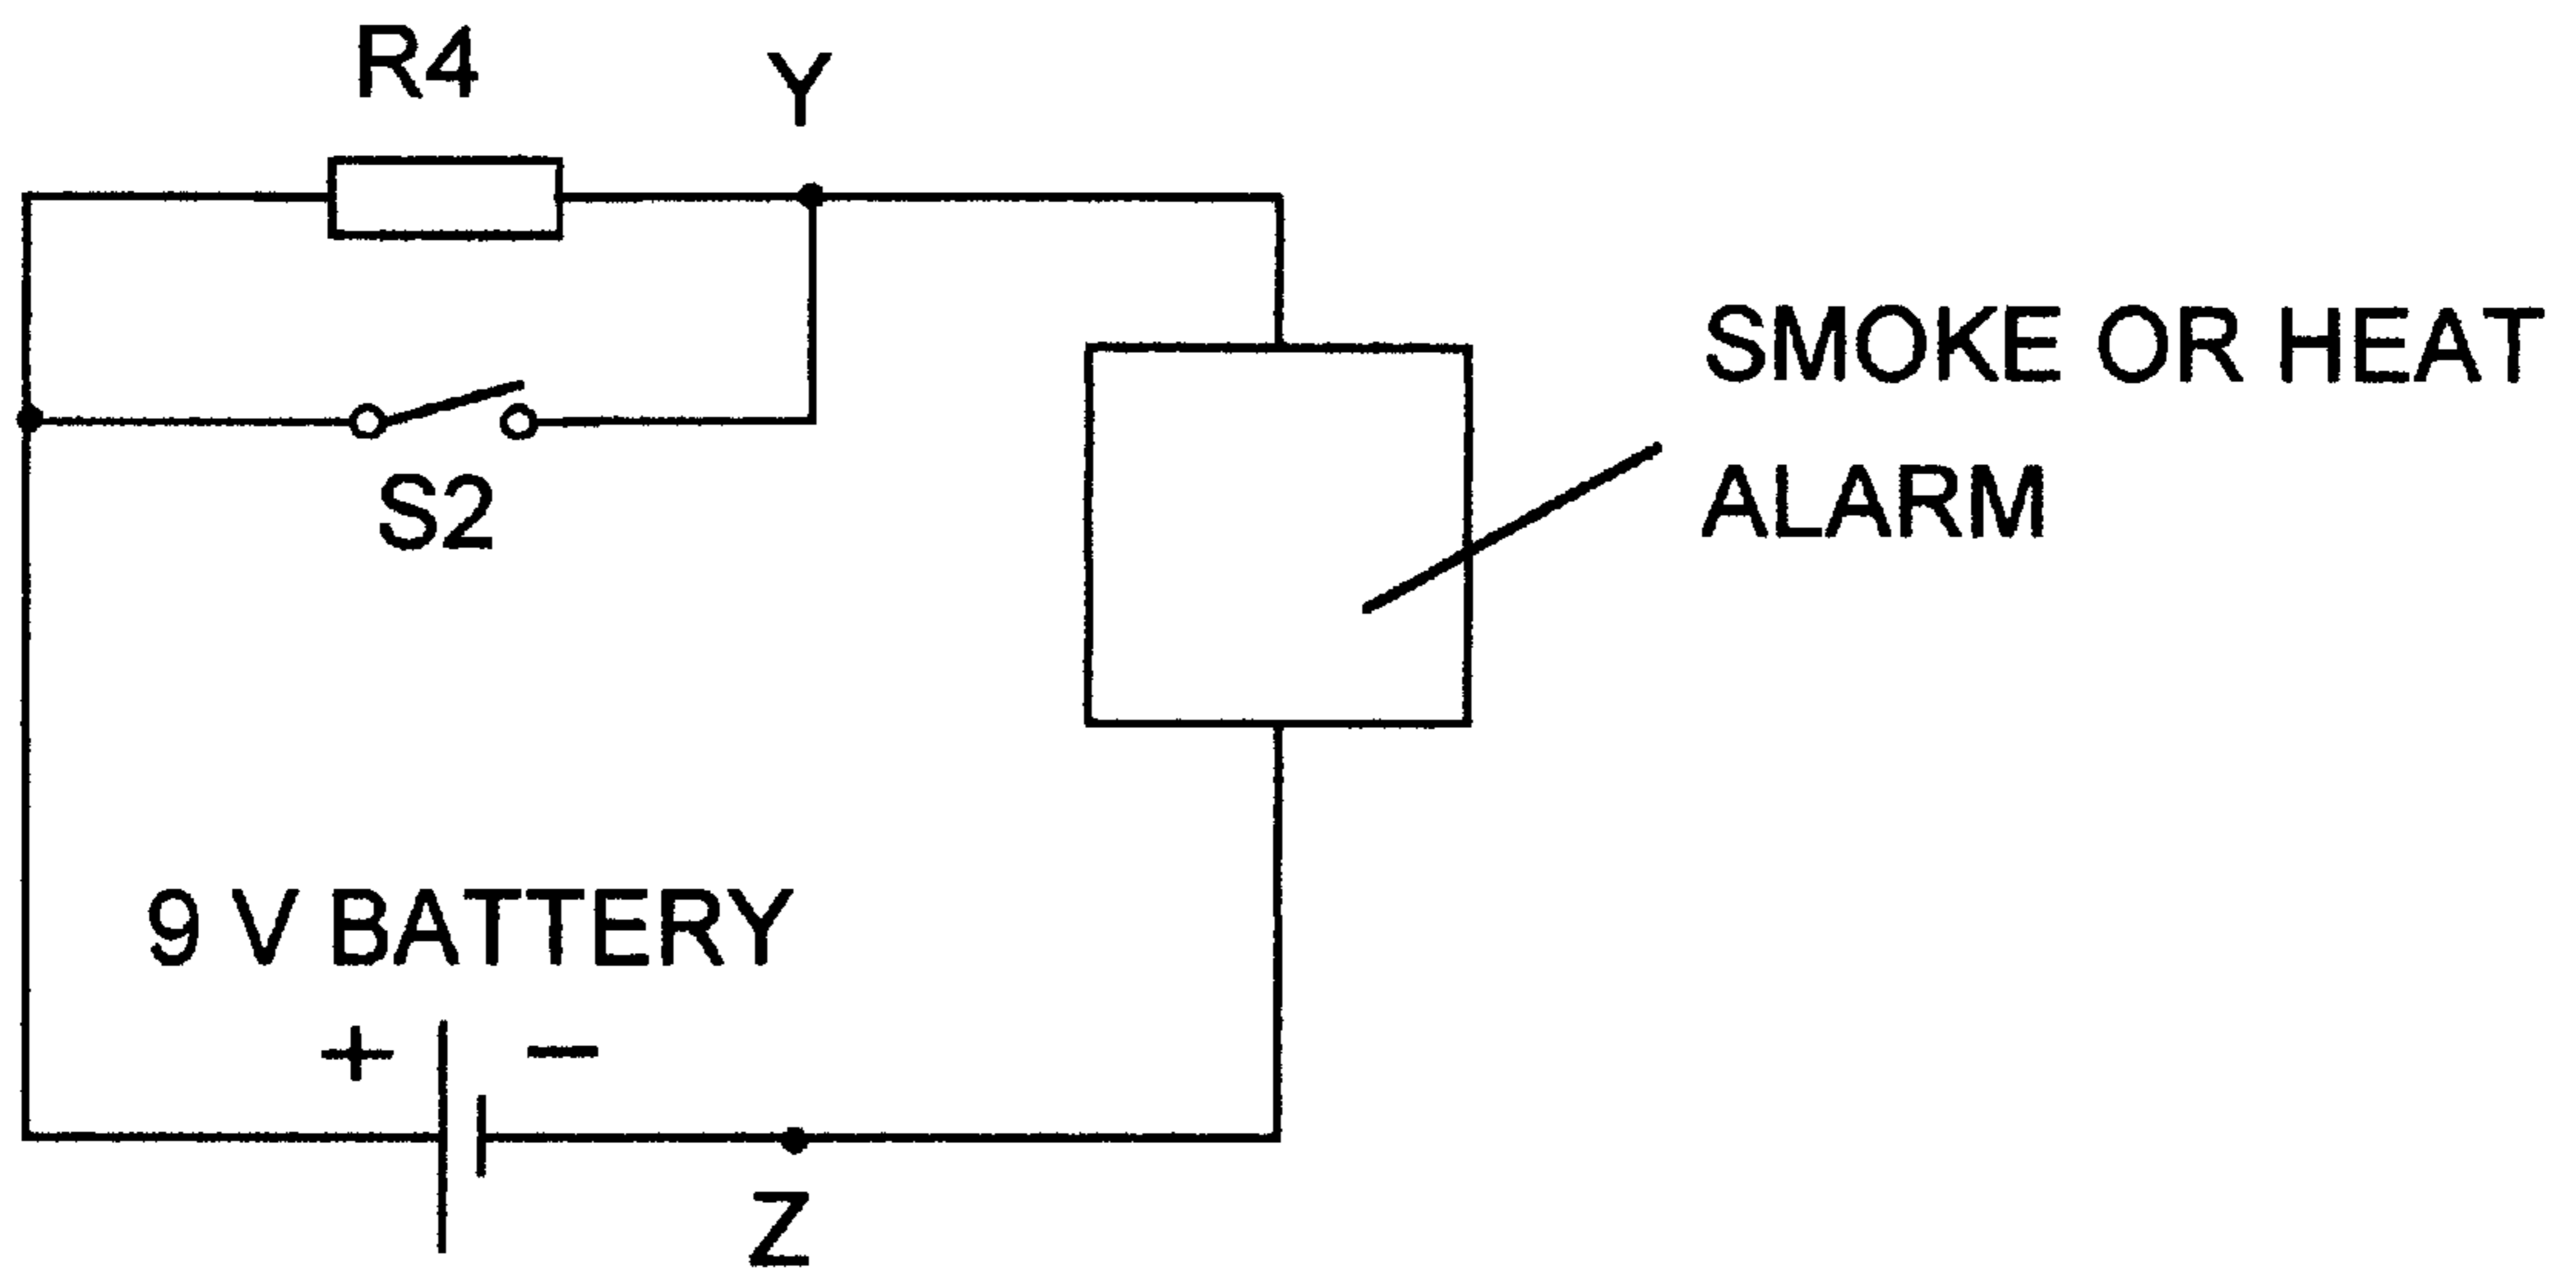 R4
Y
SMOKE OR HEAT
ALARM
S2
9 V BATTERY
+ −
Z